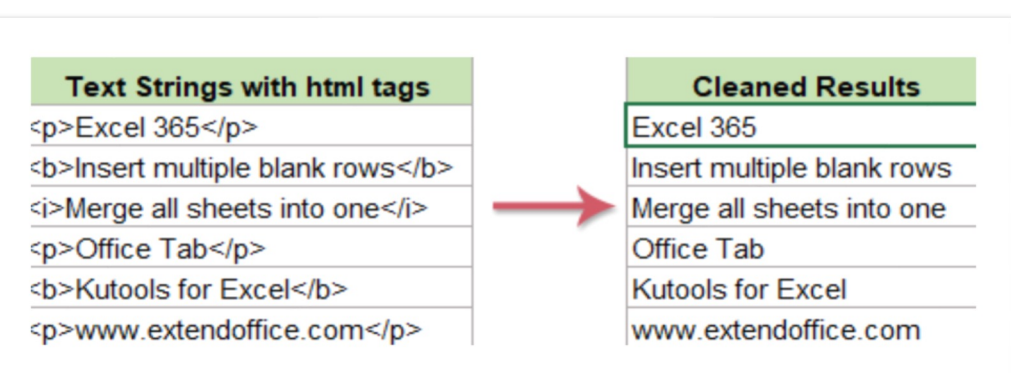 Text Strings with html tags
<p>Excel 365</p>
<b>Insert multiple blank rows</b>
<i>Merge all sheets into one</i>
<p>Office Tab</p>
<b>Kutools for Excel</b>
<p>www.extendoffice.com</p>
Cleaned Results
Excel 365
Insert multiple blank rows
Merge all sheets into one
Office Tab
Kutools for Excel
www.extendoffice.com